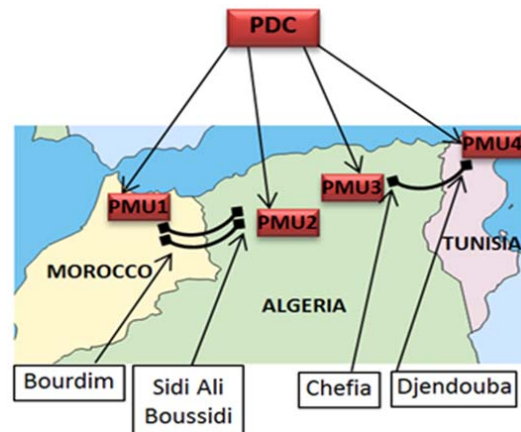 PDC
PMU4
PMU3
PMU1
PMU2
MOROCCO
TUNISIA
ALGERIA
Bourdim
Sidi Ali
Boussidi
Chefia
Djendouba